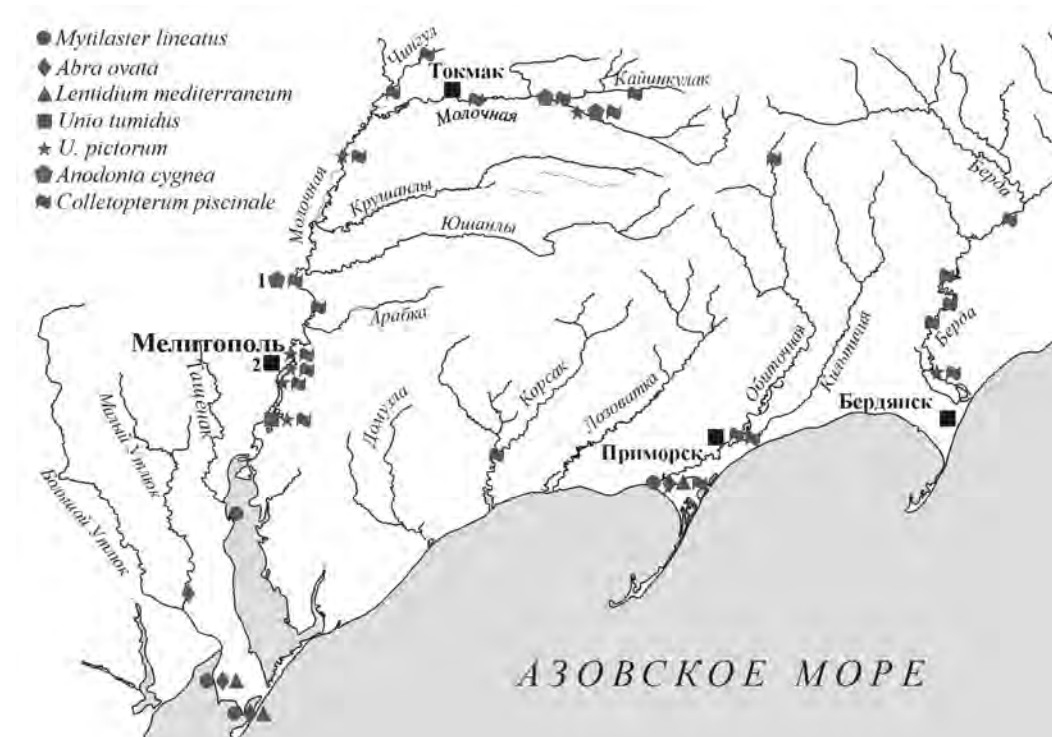 Mytilaster lineatus
Abra ovata
Lentidium mediterraneum
Unio tumidus
U. pictorum
Anodonta cygnea
Colletopterum piscinale
Чингул
Токмак
Кайинкулак
Молочная
Молочная
Крушанлы
Юшанлы
Берда
1
Арабка
Мелитополь
2
Ташенак
Малый Утлюк
Большой Утлюк
Домузла
Корсак
Лозоватка
Обиточная
Кильтичия
Берда
Бердянск
Приморск
АЗОВСКОЕ МОРЕ